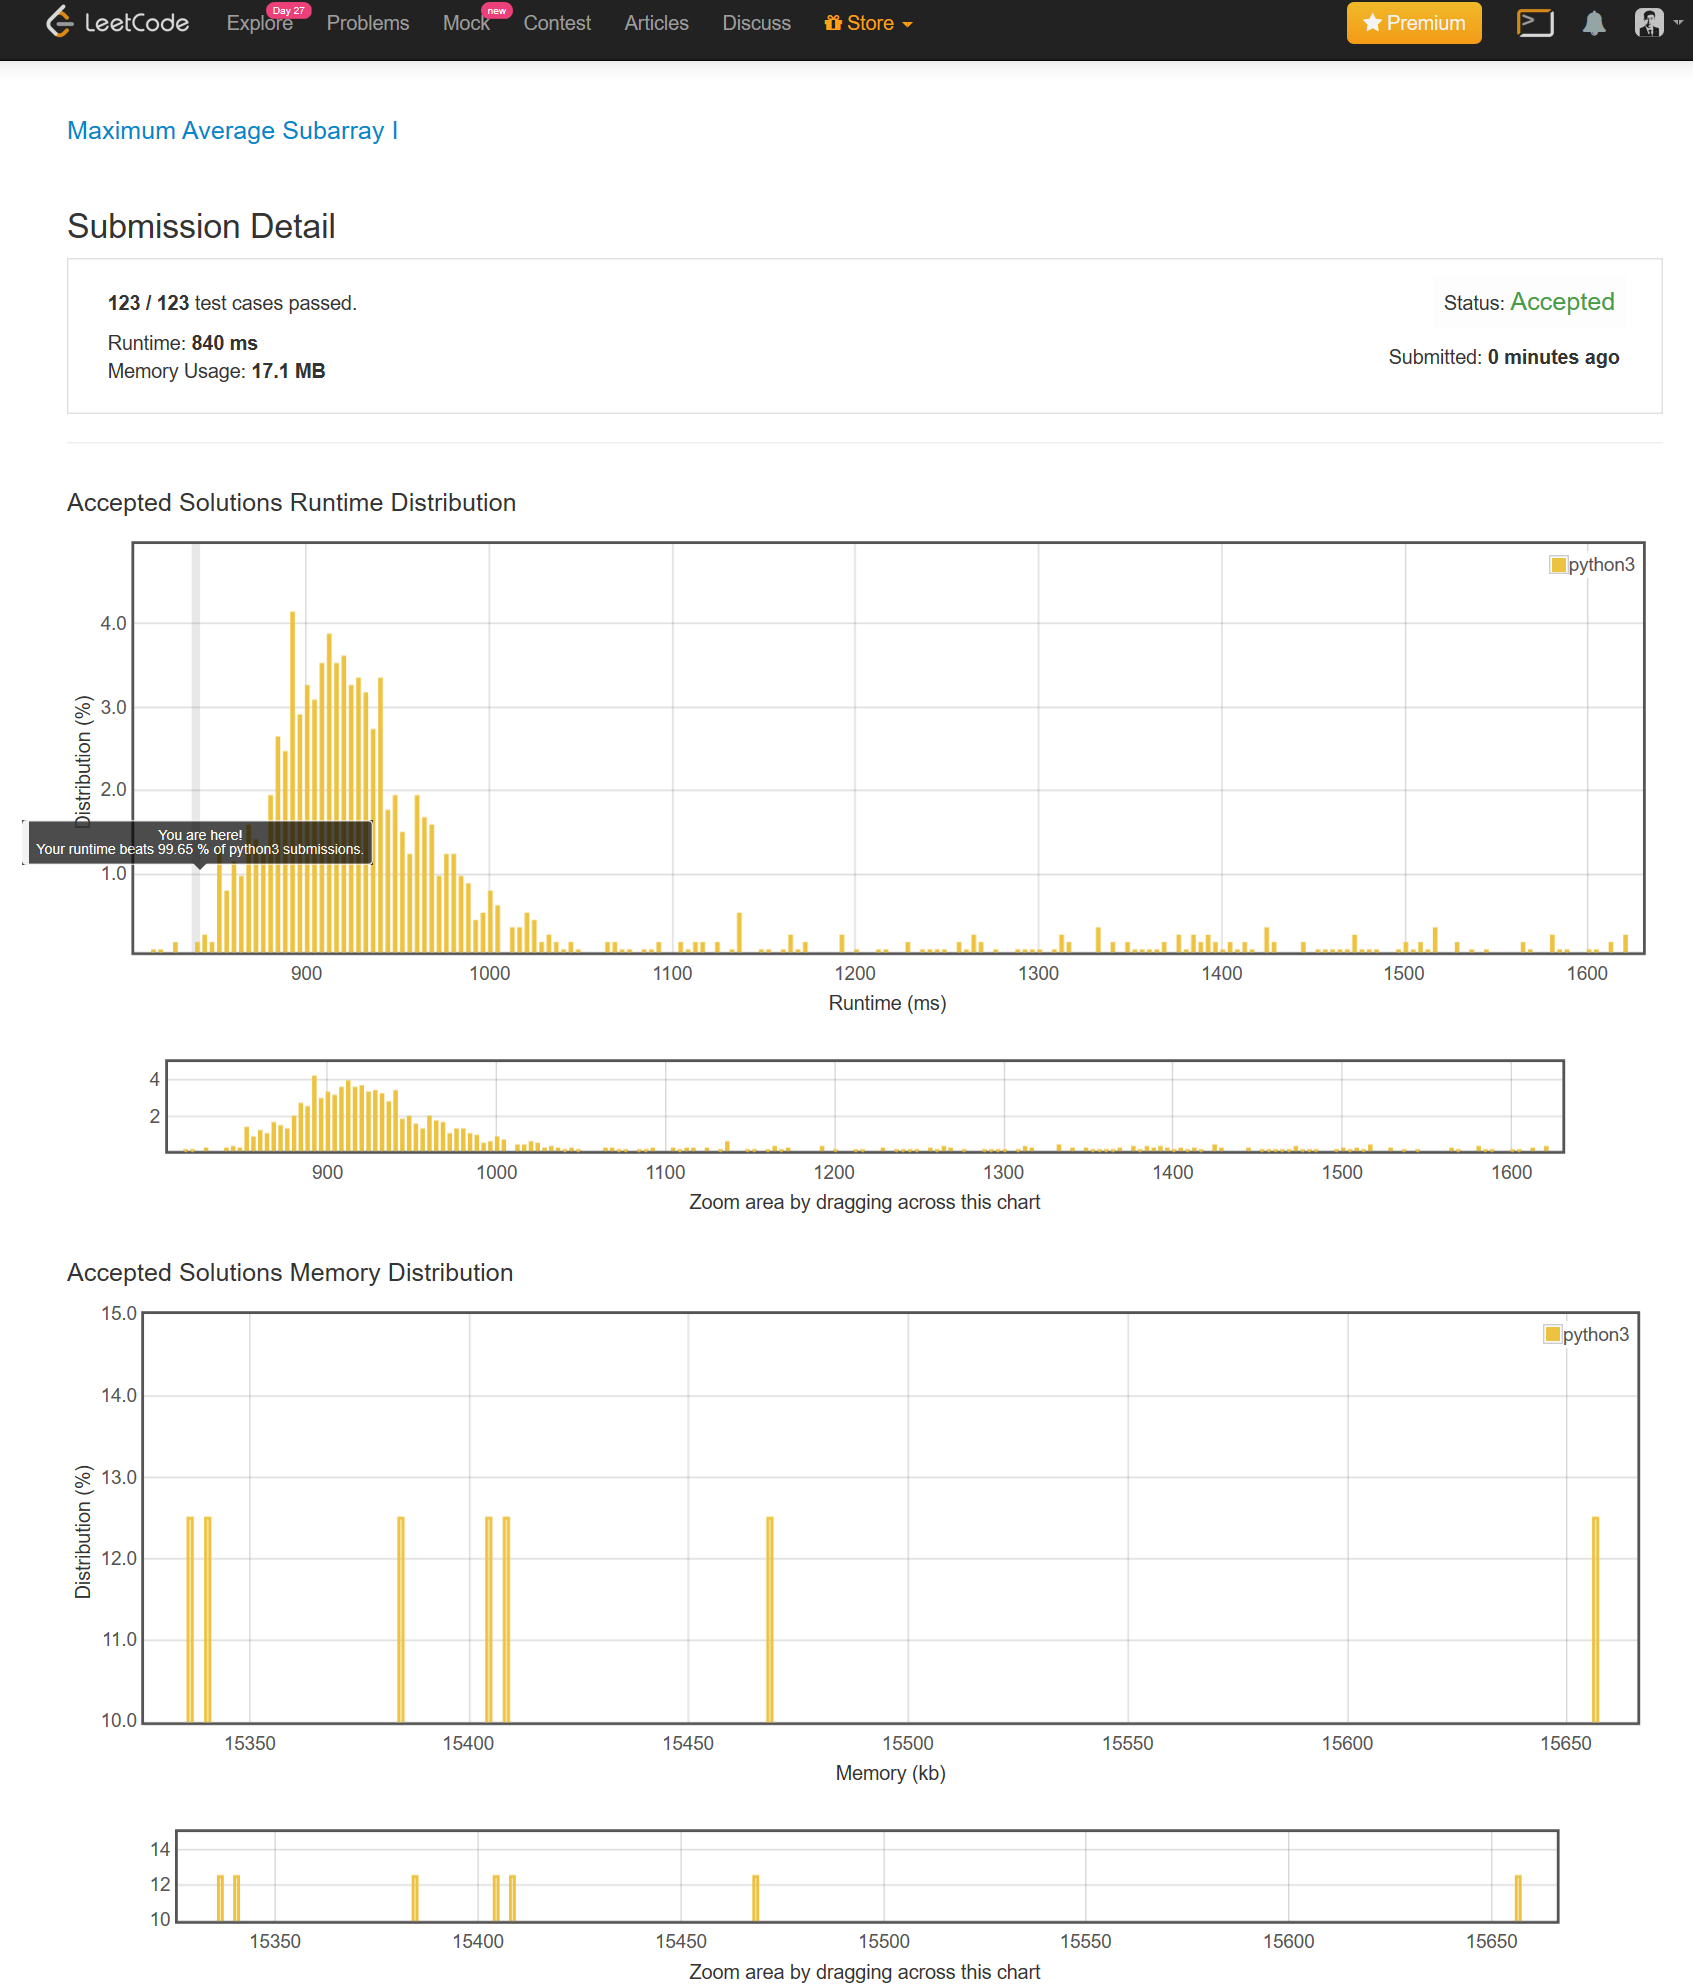 LeetCode Explore Day 27 Problems Mock new Contest Articles Discuss Store Premium
Maximum Average Subarray I
Submission Detail
123 / 123 test cases passed.
Status: Accepted
Runtime: 840 ms
Submitted: 0 minutes ago
Memory Usage: 17.1 MB
Accepted Solutions Runtime Distribution
python3
4.0
3.0
2.0
1.0
Distribution (%)
You are here!
Your runtime beats 99.65 % of python3 submissions.
900 1000 1100 1200 1300 1400 1500 1600
Runtime (ms)
4
2
900 1000 1100 1200 1300 1400 1500 1600
Zoom area by dragging across this chart
Accepted Solutions Memory Distribution
python3
15.0
14.0
13.0
12.0
11.0
10.0
Distribution (%)
15350 15400 15450 15500 15550 15600 15650
Memory (kb)
14
12
10
15350 15400 15450 15500 15550 15600 15650
Zoom area by dragging across this chart